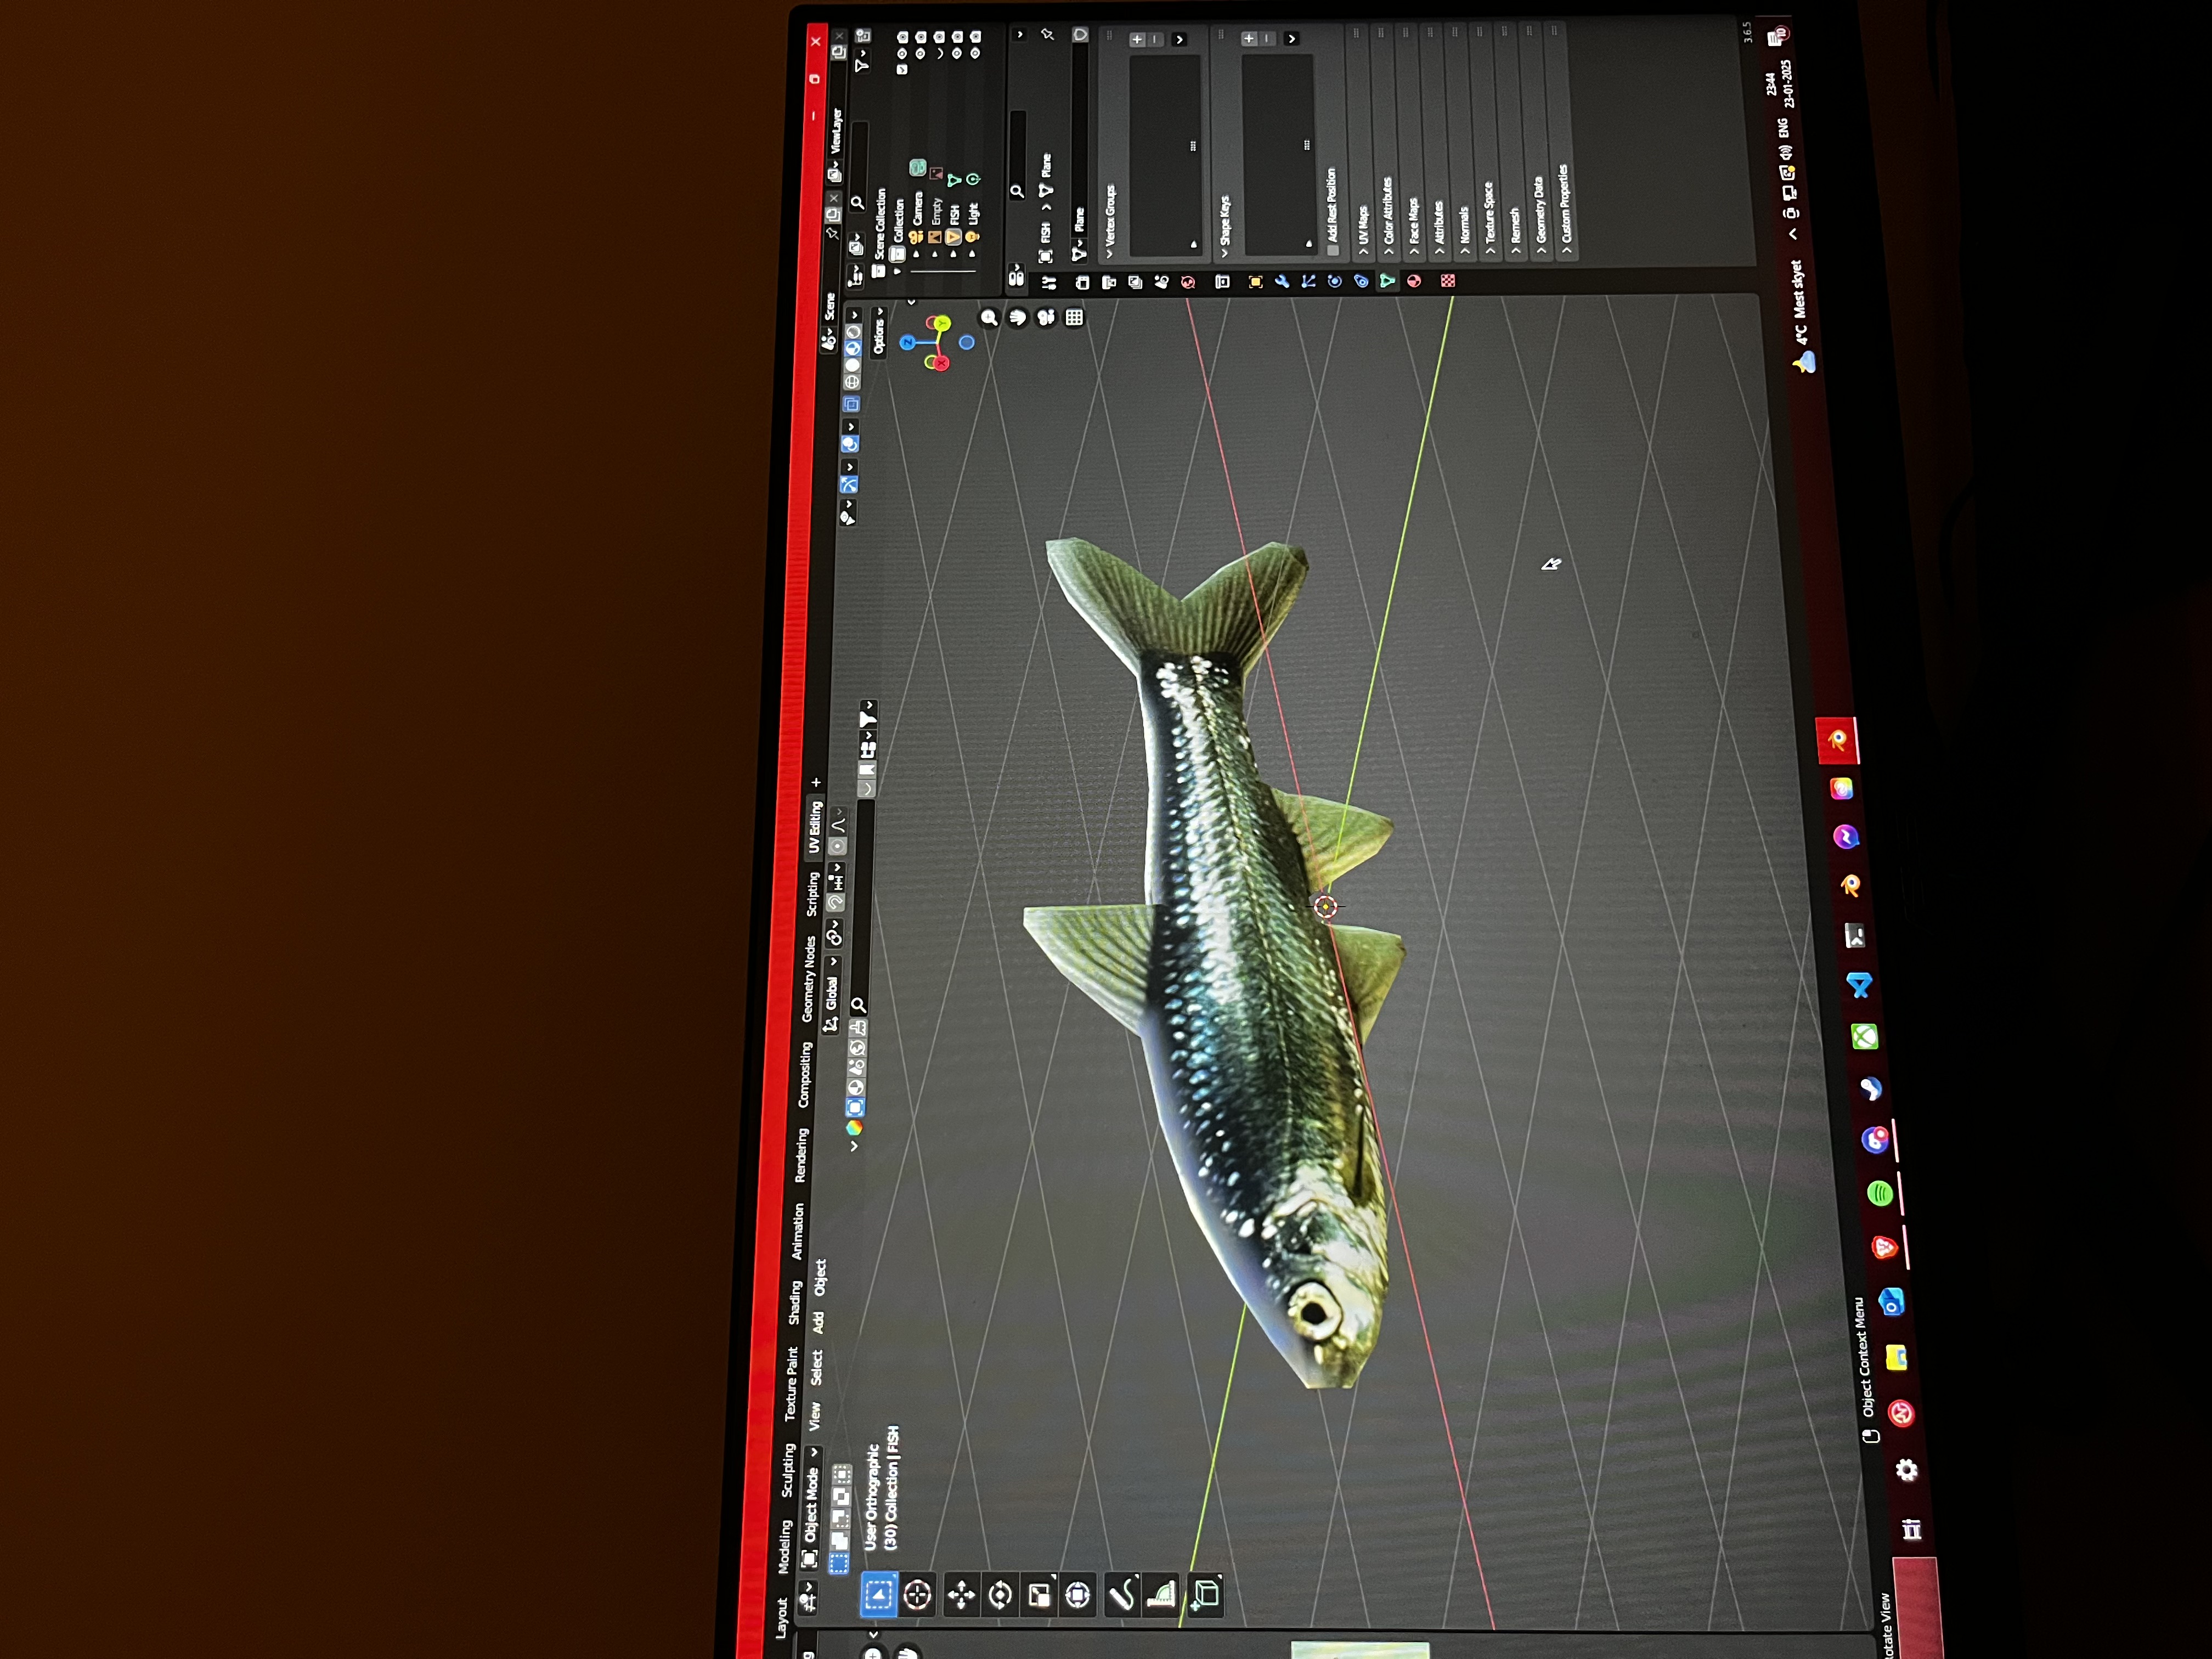 Layout Modeling Sculpting Texture Paint Shading Animation Rendering Compositing Geometry Nodes Scripting UV Editing +
Object Mode View Select Add Object
Global
Scene
ViewLayer
Options
User Orthographic
(30) Collection | FISH
Z
X
Y
Scene Collection
Collection
Camera
Empty
FISH
Light
FISH > Plane
Plane
Vertex Groups
Shape Keys
Add Rest Position
UV Maps
Color Attributes
Face Maps
Attributes
Normals
Texture Space
Remesh
Geometry Data
Custom Properties
3.6.5
otate View
Object Context Menu
4°C Mest skyet
ENG
23:44
23-01-2025
10